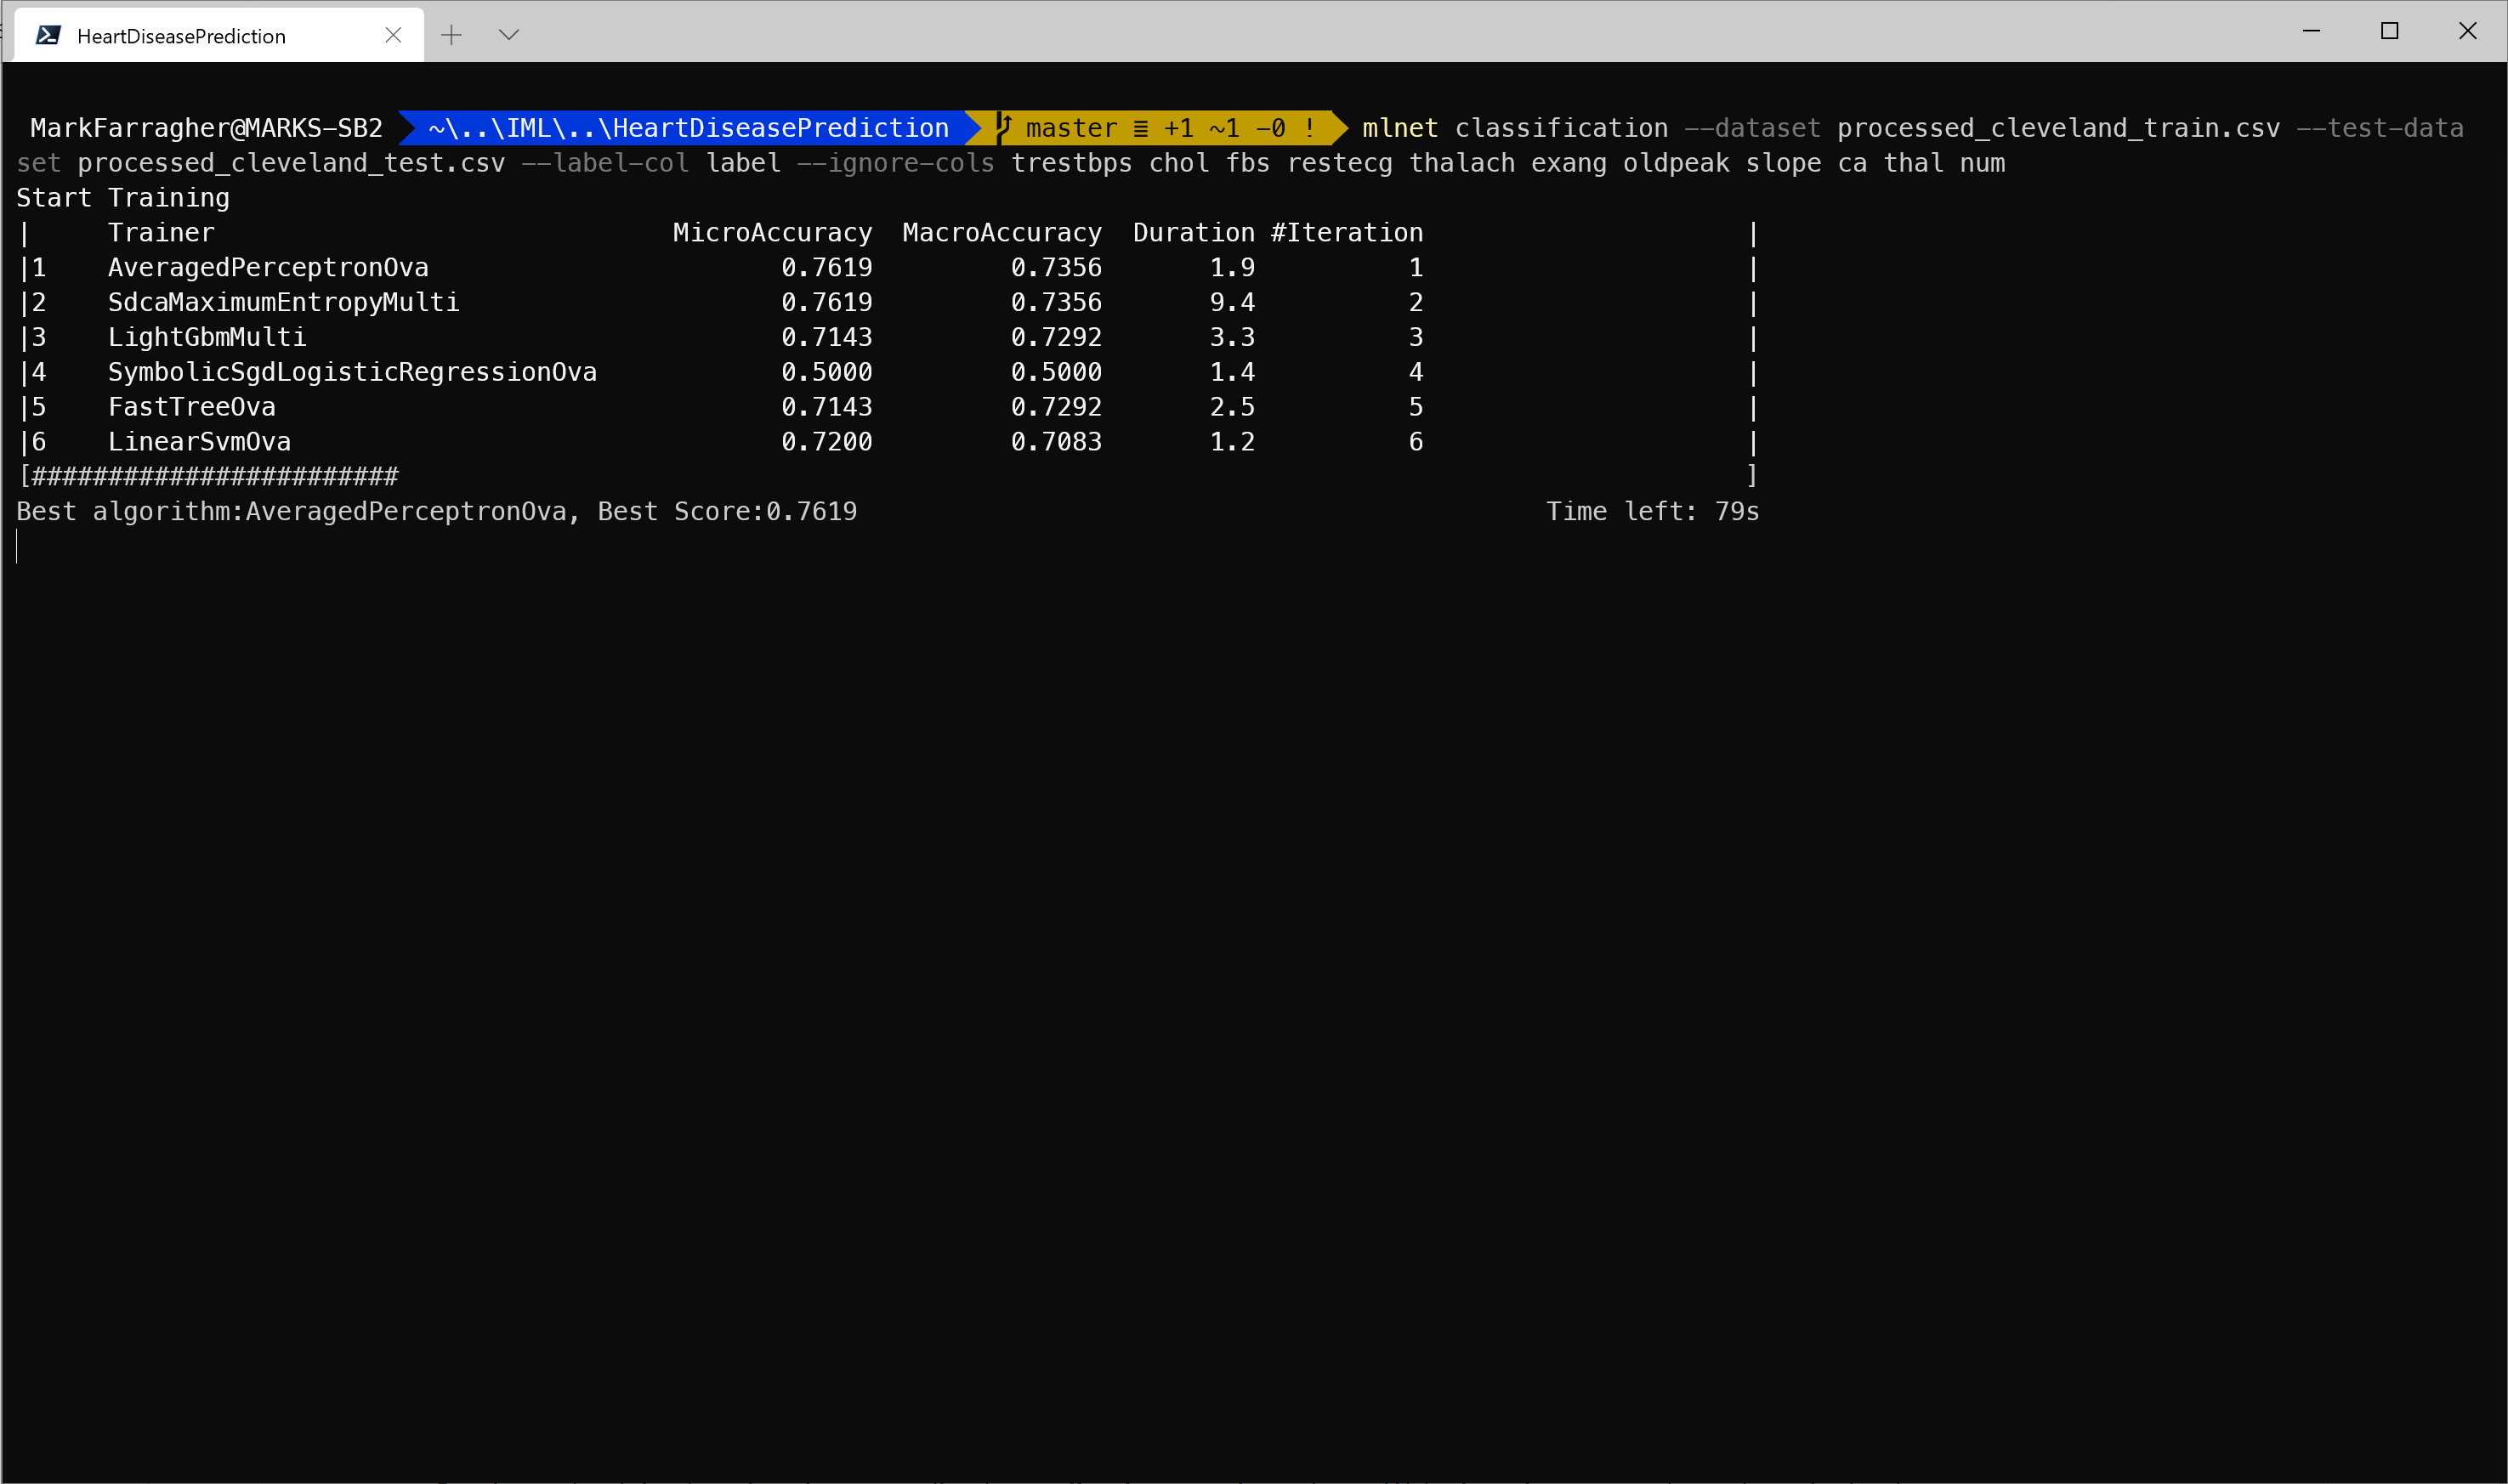 HeartDiseasePrediction
MarkFarragher@MARKS-SB2 ~\..\IML\..\HeartDiseasePrediction master ≣ +1 ~1 -0 ! mlnet classification --dataset processed_cleveland_train.csv --test-data
set processed_cleveland_test.csv --label-col label --ignore-cols trestbps chol fbs restecg thalach exang oldpeak slope ca thal num
Start Training
| Trainer MicroAccuracy MacroAccuracy Duration #Iteration |
|1 AveragedPerceptronOva 0.7619 0.7356 1.9 1 |
|2 SdcaMaximumEntropyMulti 0.7619 0.7356 9.4 2 |
|3 LightGbmMulti 0.7143 0.7292 3.3 3 |
|4 SymbolicSgdLogisticRegressionOva 0.5000 0.5000 1.4 4 |
|5 FastTreeOva 0.7143 0.7292 2.5 5 |
|6 LinearSvmOva 0.7200 0.7083 1.2 6 |
[######################## ]
Best algorithm:AveragedPerceptronOva, Best Score:0.7619 Time left: 79s